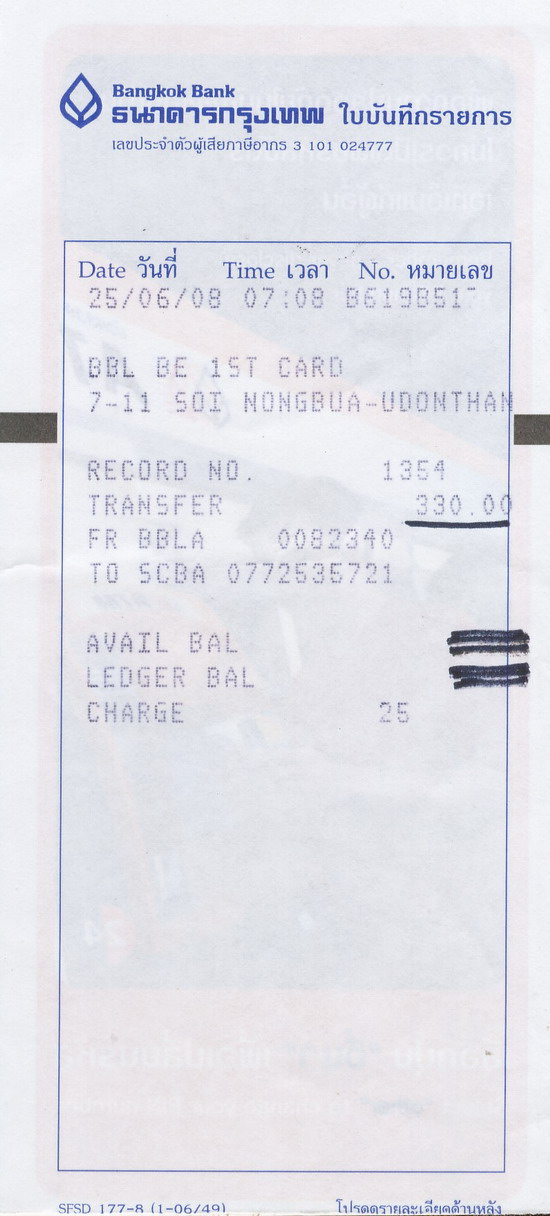 Bangkok Bank
ธนาคารกรุงเทพ ใบบันทึกรายการ
เลขประจำตัวผู้เสียภาษีอากร 3 101 024777
Date วันที่ Time เวลา No. หมายเลข
25/06/08 07:08 B619B517
BBL BE 1ST CARD
7-11 SOI NONGBUA-UDONTHAN
RECORD NO. 1354
TRANSFER 330.00
FR BBLA 0082340
TO SCBA 0772535721
AVAIL BAL
LEDGER BAL
CHARGE 25
SFSD 177-8 (1-06/49) โปรดดูรายละเอียดด้านหลัง